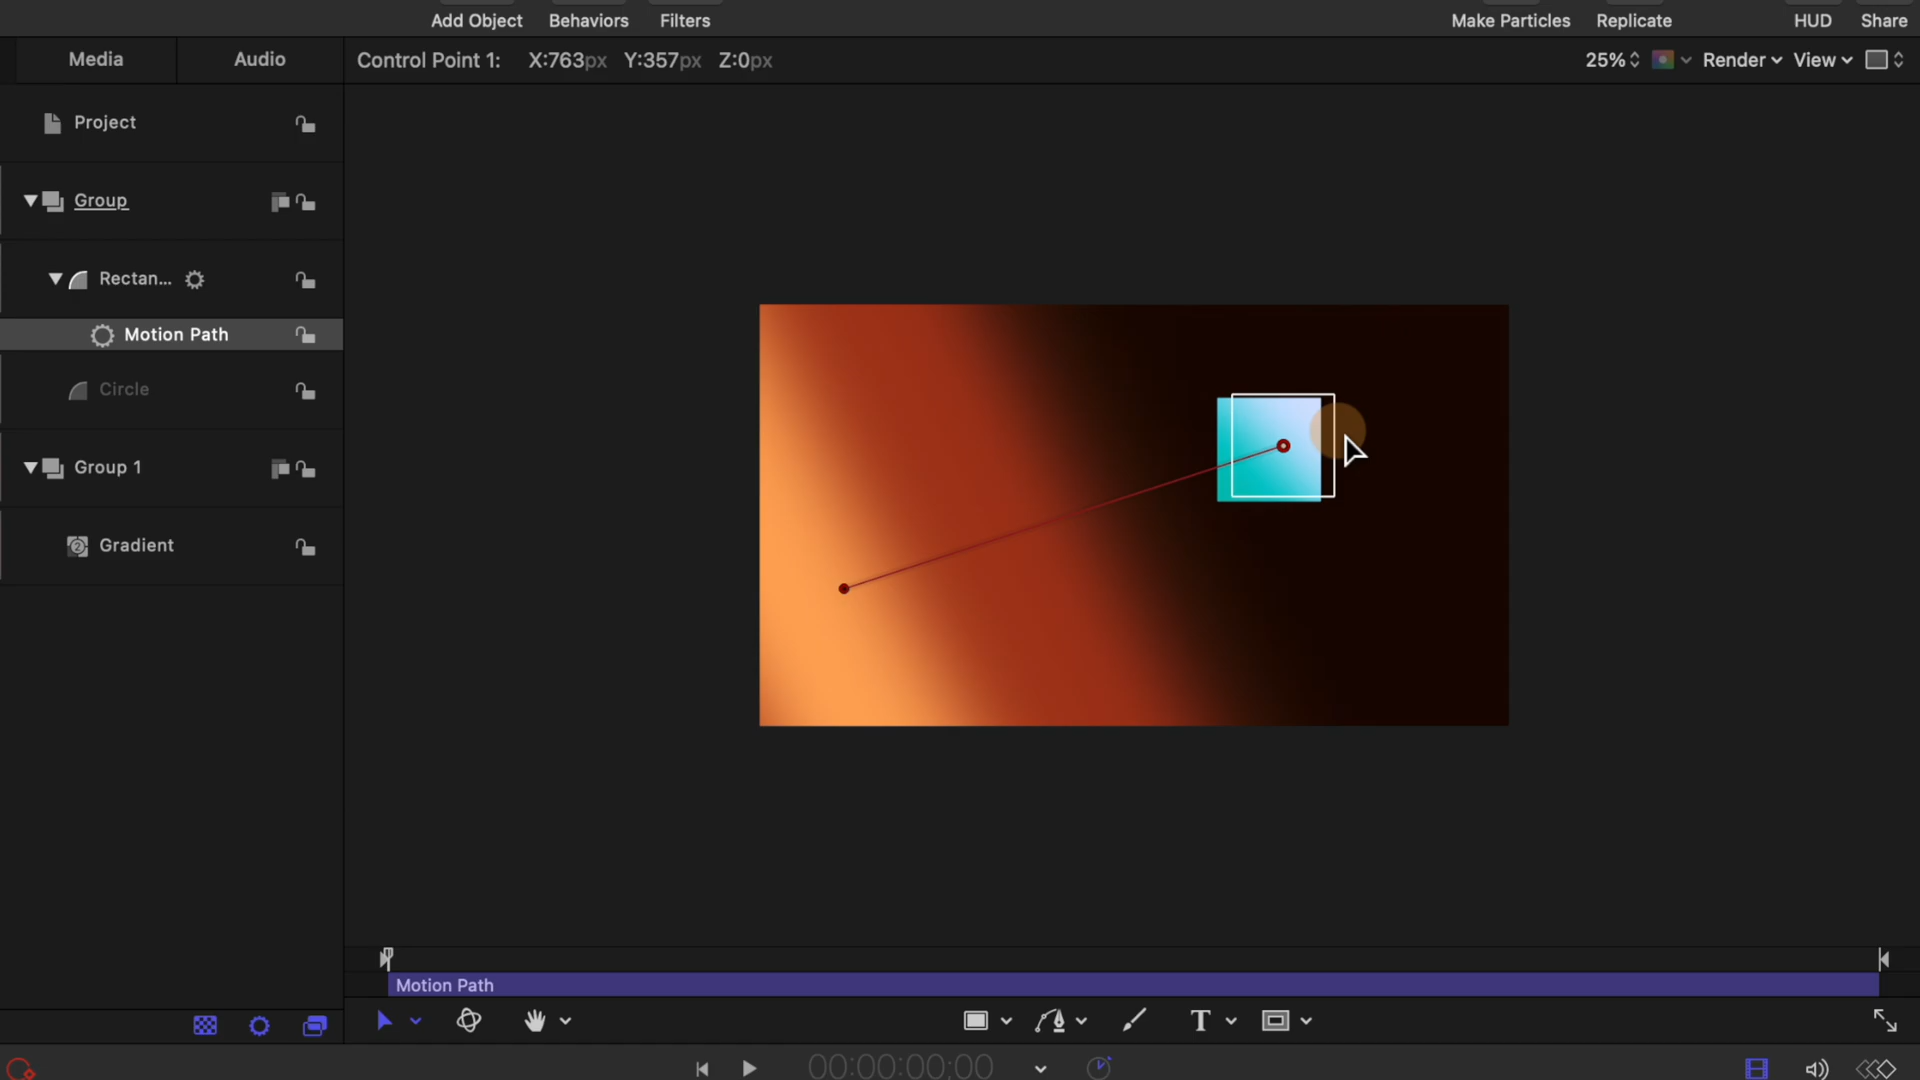 Add Object Behaviors Filters Make Particles Replicate HUD Share
Media Audio Control Point 1: X:763px Y:357px Z:0px 25% Render View
Project
Group
Rectan...
Motion Path
Circle
Group 1
2 Gradient
Motion Path
T
00:00:00;00